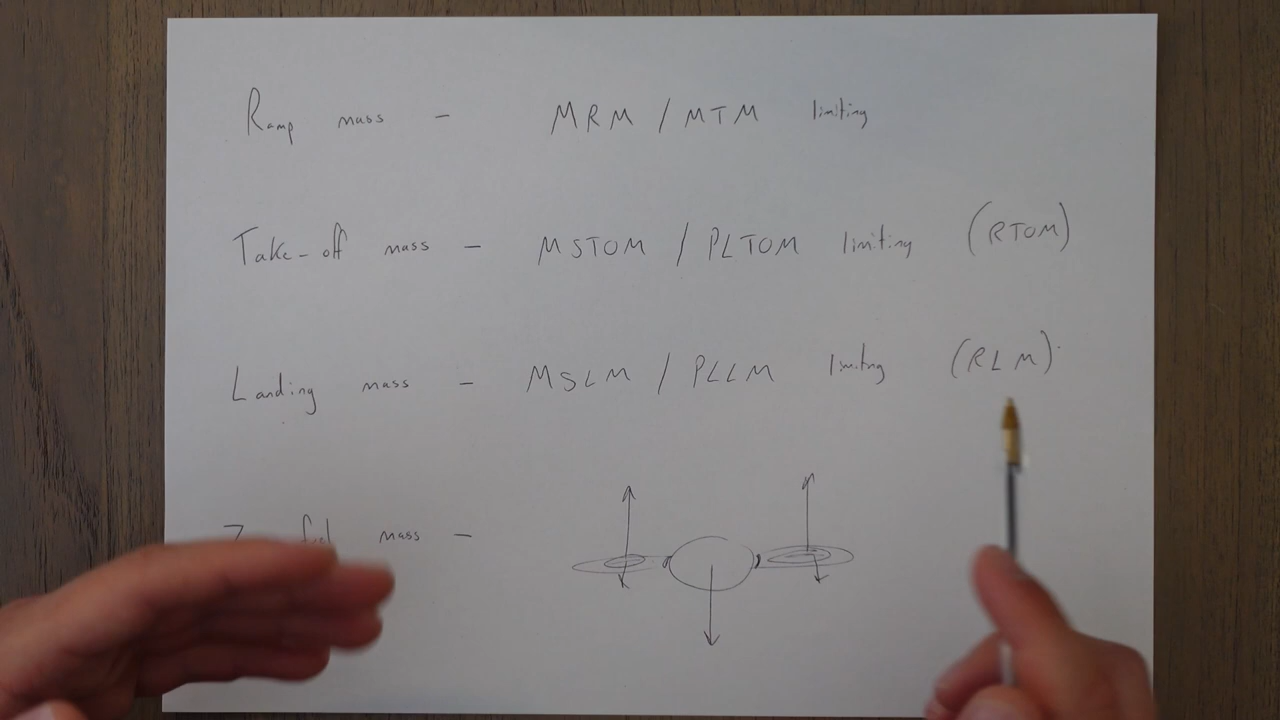 Ramp mass - MRM / MTM limiting
Take-off mass - MSTOM / PLTOM limiting (RTOM)
Landing mass - MSLM / PLLM limiting (RLM)
fuel mass -